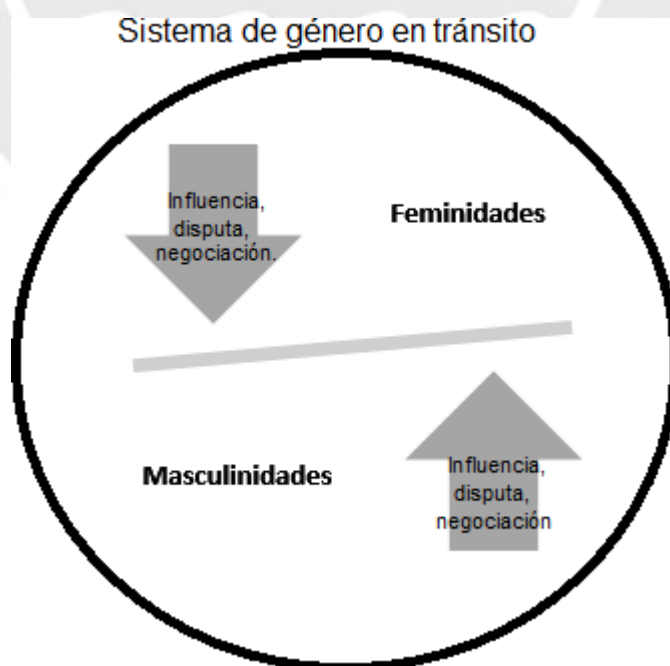 Sistema de género en tránsito
Influencia,
disputa,
negociación.
Feminidades
Masculinidades
Influencia,
disputa,
negociación